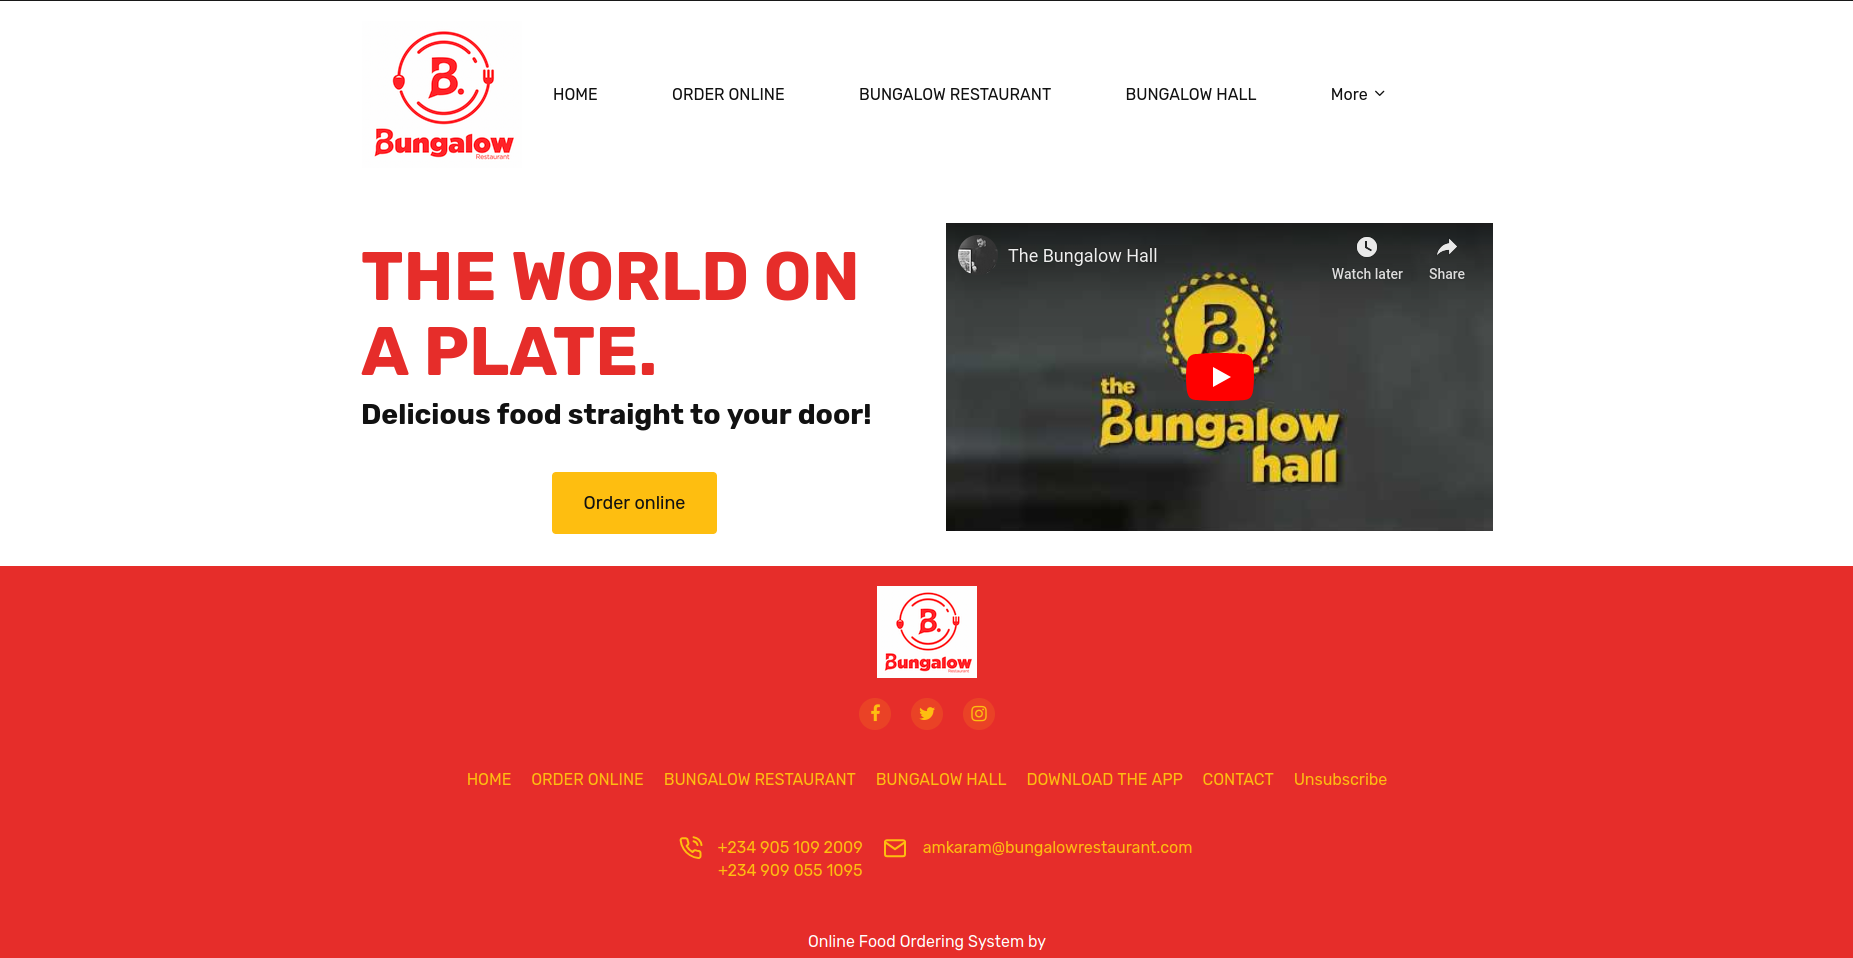 B.
Bungalow
Restaurant
HOME
ORDER ONLINE
BUNGALOW RESTAURANT
BUNGALOW HALL
More
THE WORLD ON
A PLATE.
Delicious food straight to your door!
Order online
The Bungalow Hall
Watch later
Share
B.
the
Bungalow
hall
B.
Bungalow
Restaurant
HOME
ORDER ONLINE
BUNGALOW RESTAURANT
BUNGALOW HALL
DOWNLOAD THE APP
CONTACT
Unsubscribe
+234 905 109 2009
+234 909 055 1095
amkaram@bungalowrestaurant.com
Online Food Ordering System by